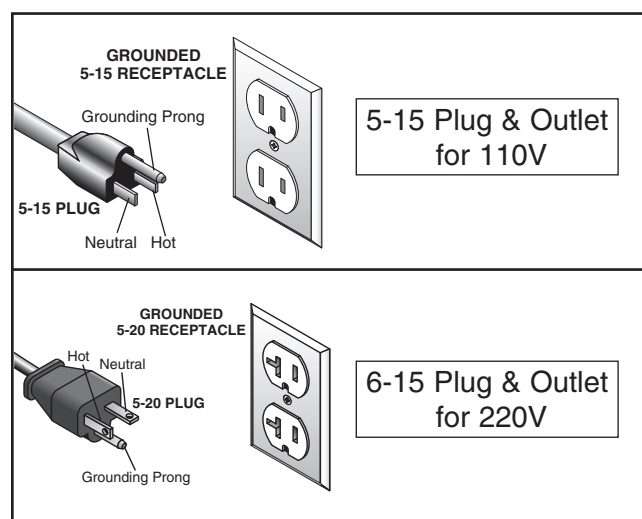 GROUNDED
5-15 RECEPTACLE
Grounding Prong
5-15 PLUG
Neutral
Hot
5-15 Plug & Outlet
for 110V
GROUNDED
5-20 RECEPTACLE
Hot
Neutral
5-20 PLUG
Grounding Prong
6-15 Plug & Outlet
for 220V